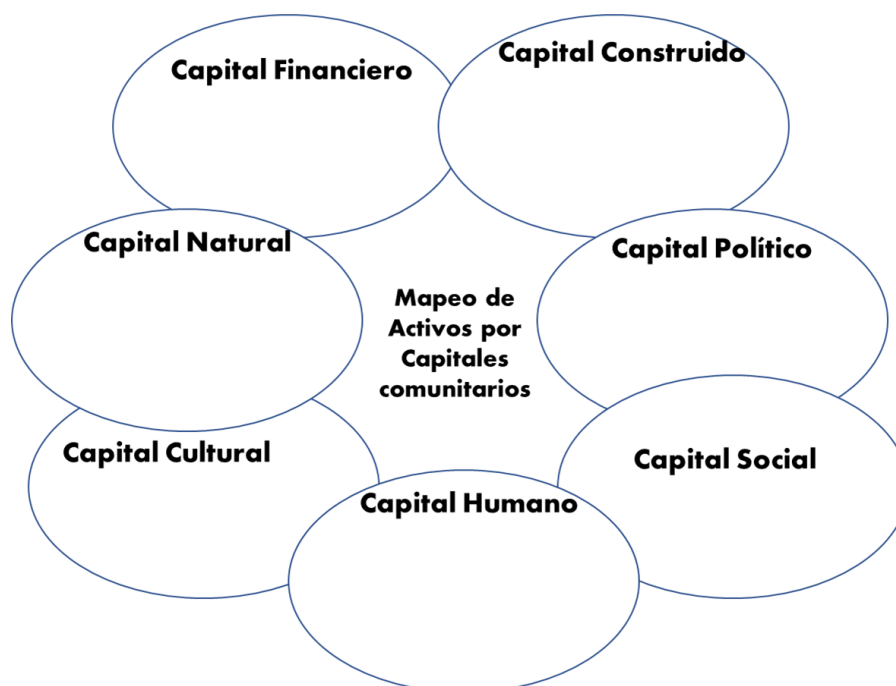 Capital Financiero
Capital Construido
Capital Natural
Capital Político
Mapeo de
Activos por
Capitales
comunitarios
Capital Cultural
Capital Social
Capital Humano